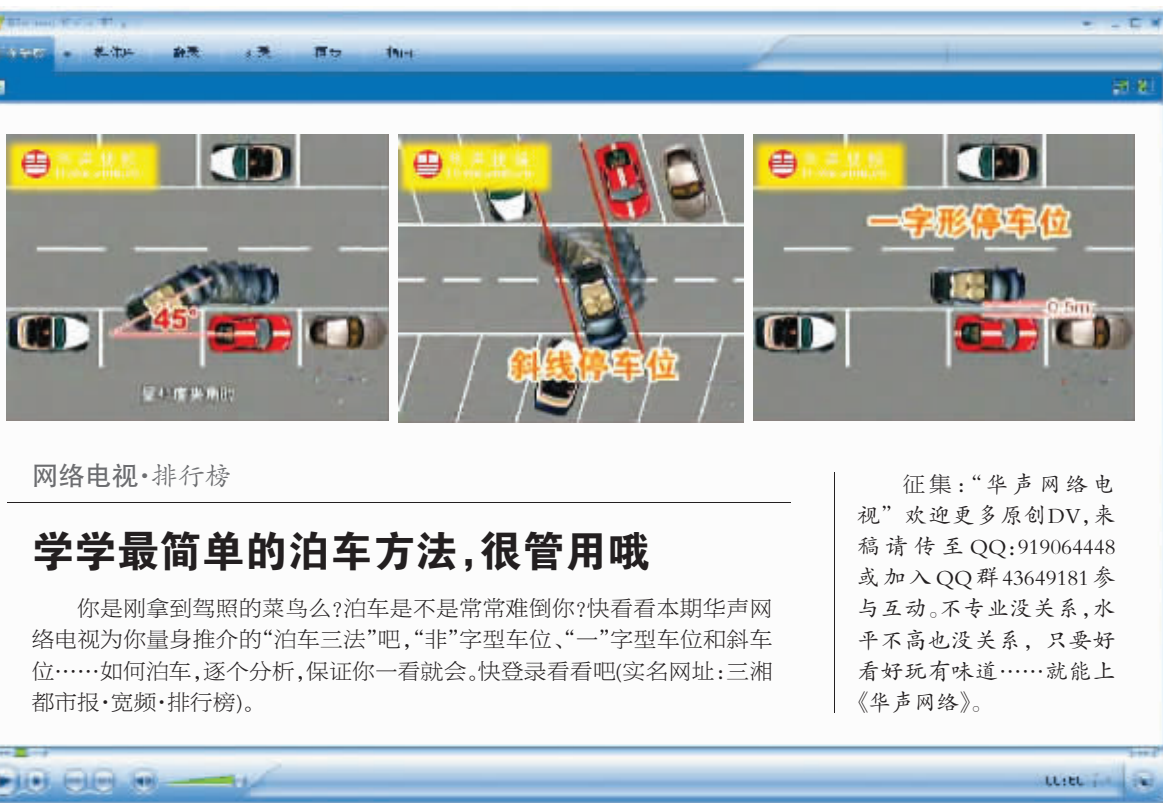 45°
斜线停车位
一字形停车位
0.5m
网络电视·排行榜
学学最简单的泊车方法,很管用哦
你是刚拿到驾照的菜鸟么?泊车是不是常常难倒你?快看看本期华声网
络电视为你量身推介的“泊车三法”吧,“非”字型车位、“一”字型车位和斜车
位……如何泊车,逐个分析,保证你一看就会。快登录看看吧(实名网址:三湘
都市报·宽频·排行榜)。
征集:“华声网络电
视”欢迎更多原创DV,来
稿请传至QQ:919064448
或加入QQ群43649181参
与互动。不专业没关系,水
平不高也没关系，只要好
看好玩有味道……就能上
《华声网络》。